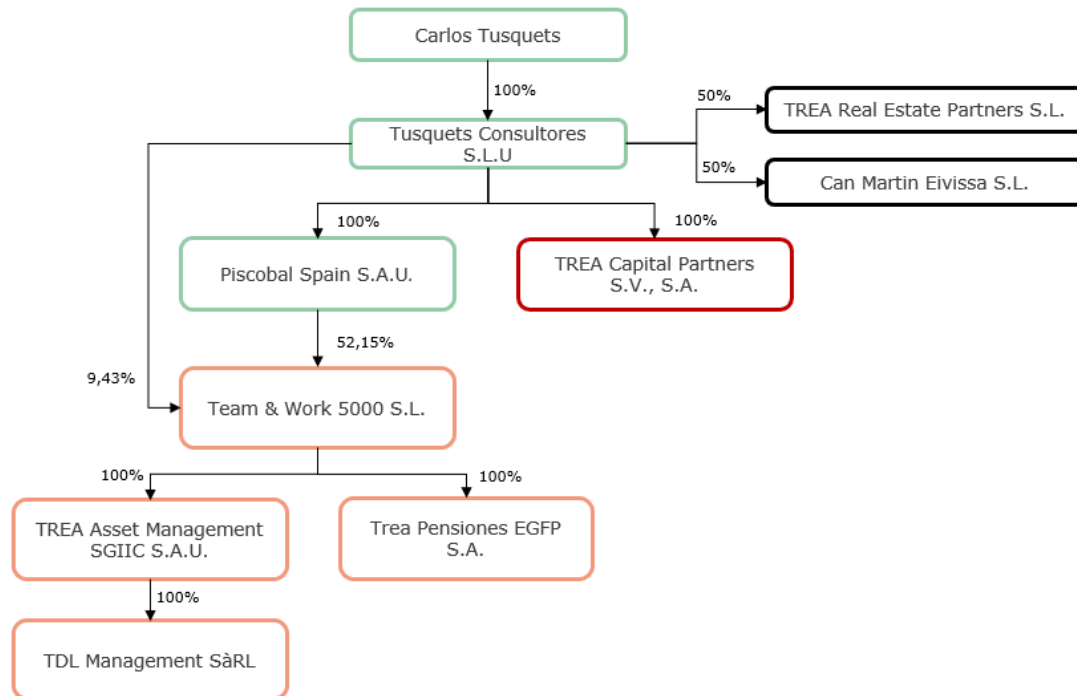 Carlos Tusquets
100%
50%
TREA Real Estate Partners S.L.
Tusquets Consultores
S.L.U
50%
Can Martin Eivissa S.L.
100%
100%
Piscobal Spain S.A.U.
TREA Capital Partners
S.V., S.A.
52,15%
9,43%
Team & Work 5000 S.L.
100%
100%
TREA Asset Management
SGIIC S.A.U.
Trea Pensiones EGFP
S.A.
100%
TDL Management SàRL